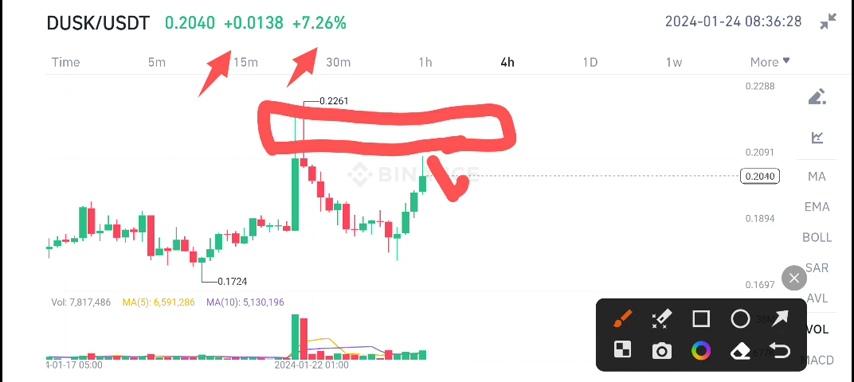 DUSK/USDT 0.2040 +0.0138 +7.26% 2024-01-24 08:36:28
Time 5m 15m 30m 1h 4h 1D 1w More
0.2288
0.2261
0.2091
BINANCE
0.2040
MA
EMA
0.1894
BOLL
SAR
0.1724
0.1697
AVL
Vol: 7,817,486 MA(5): 6,591,286 MA(10): 5,130,196
VOL
MACD
4-01-17 05:00 2024-01-22 01:00